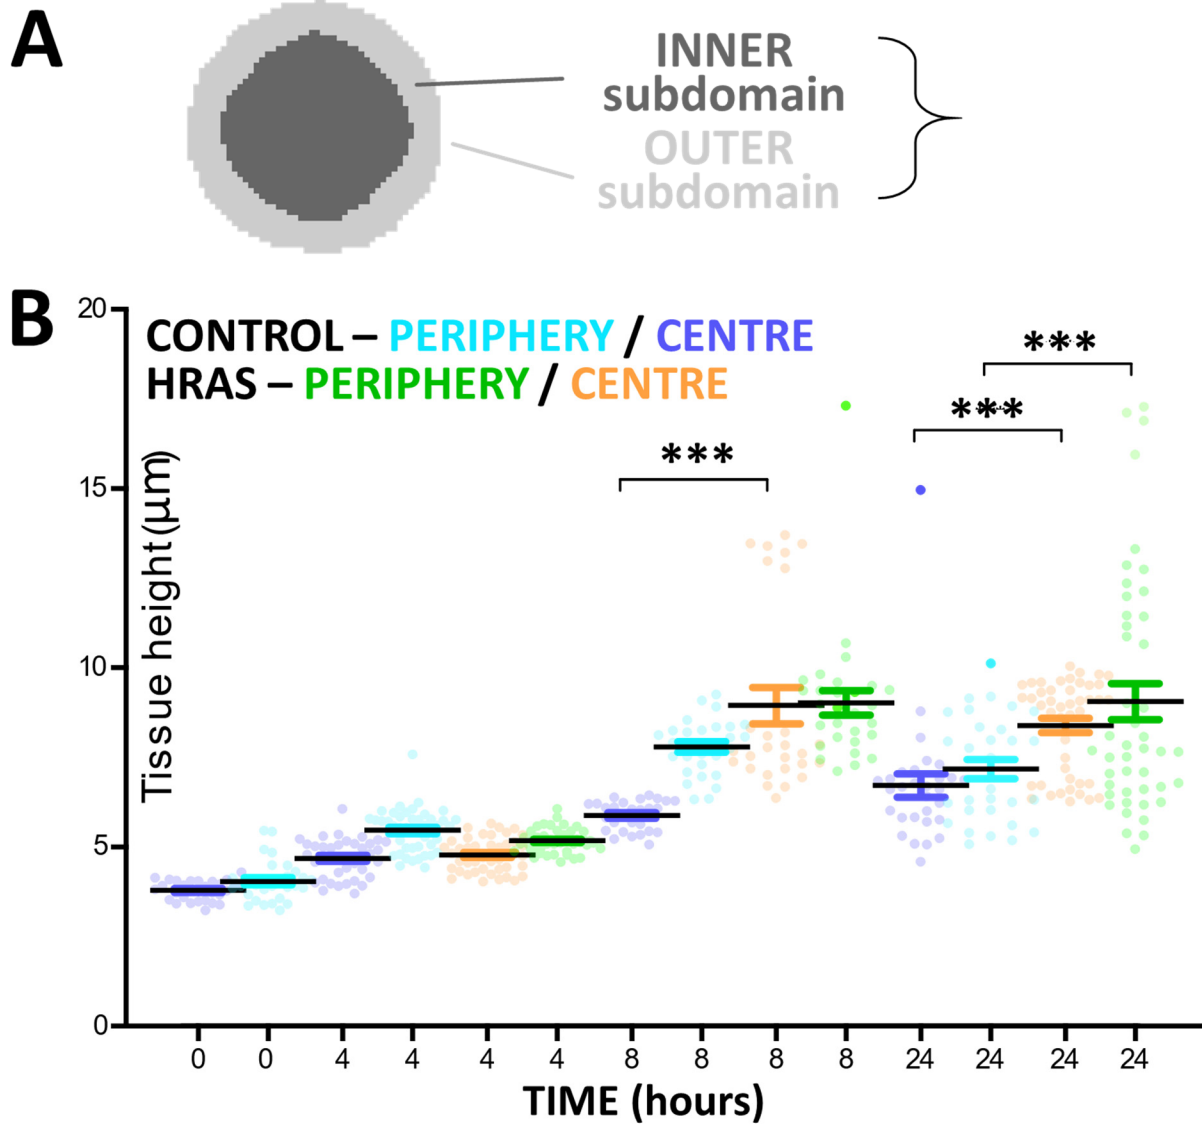 A
INNER
subdomain
OUTER
subdomain
B
CONTROL – PERIPHERY / CENTRE
HRAS – PERIPHERY / CENTRE
Tissue height (µm)
20
15
10
5
0
***
***
***
0 0 4 4 4 4 8 8 8 8 24 24 24 24
TIME (hours)